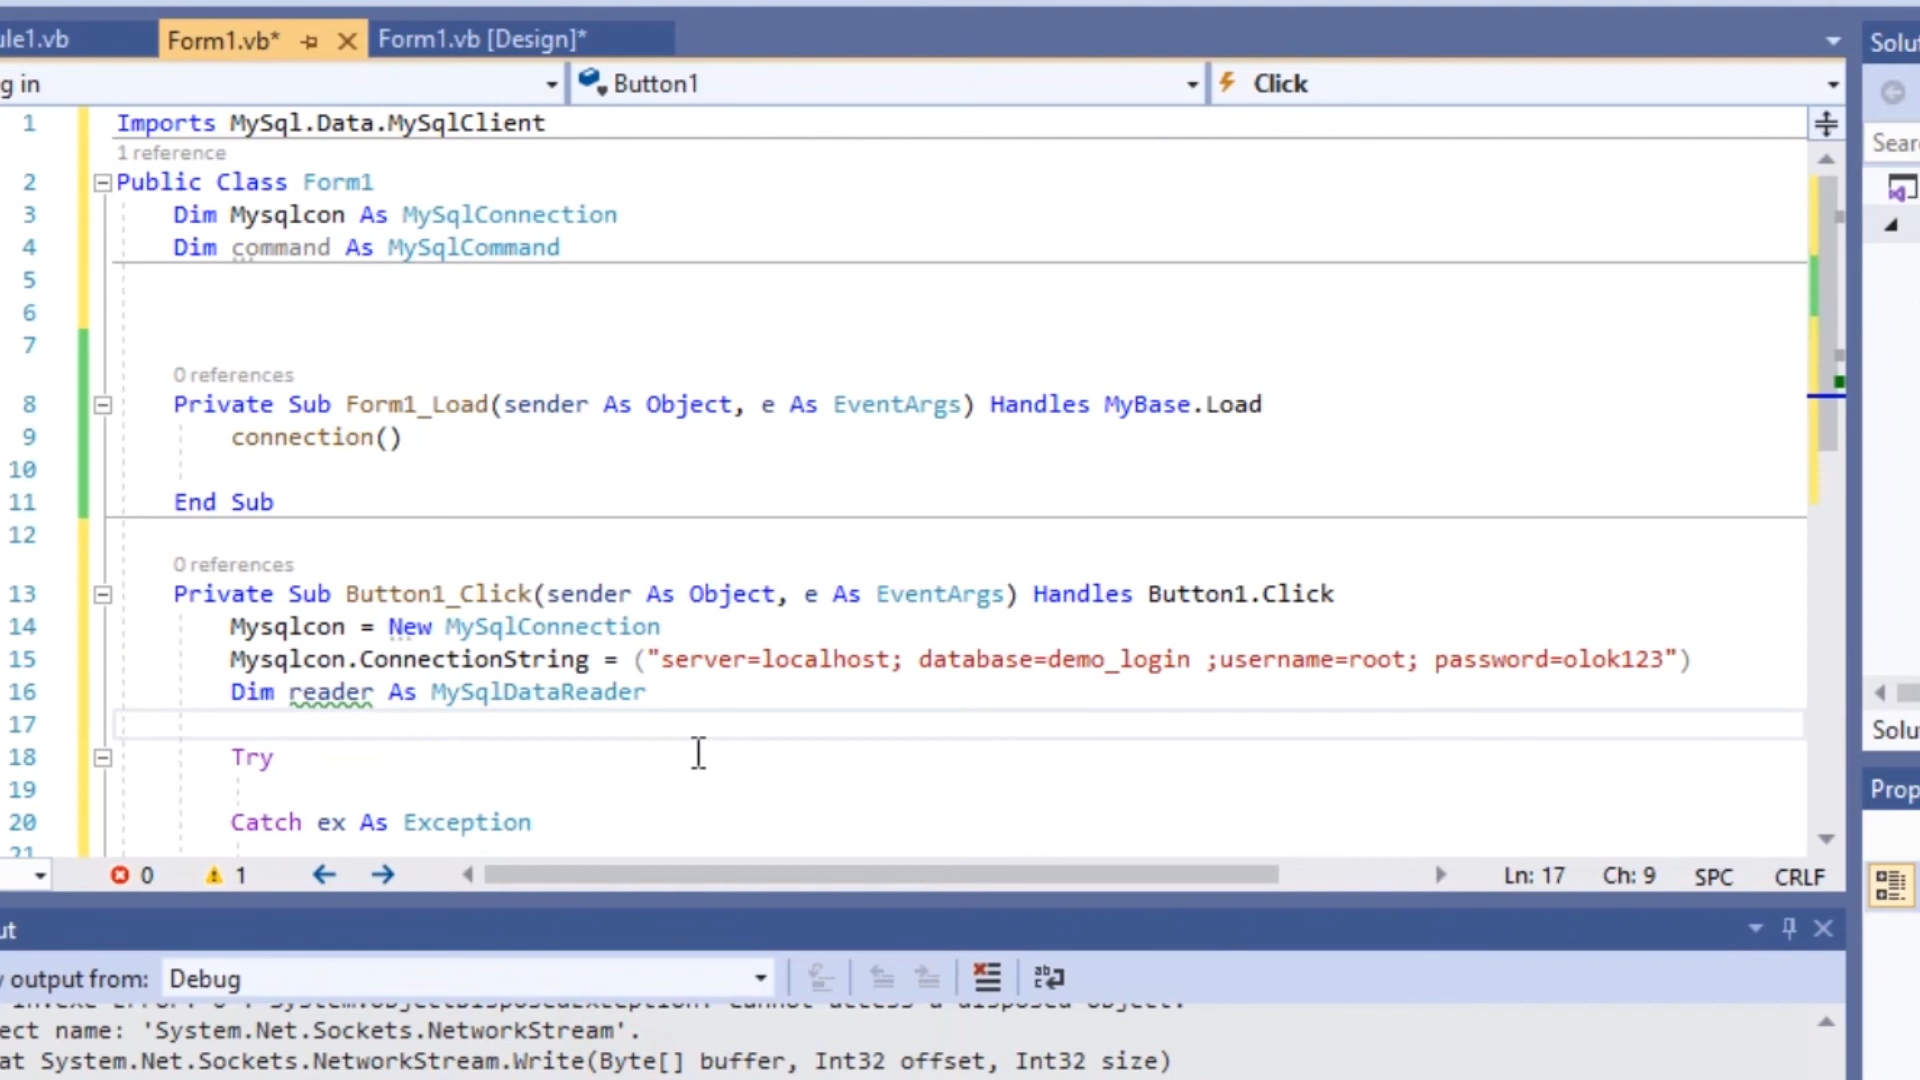 ule1.vb
Form1.vb*
Form1.vb [Design]*
Solut
g in
Button1
Click
Sear
1 Imports MySql.Data.MySqlClient
1 reference
2 Public Class Form1
3 Dim Mysqlcon As MySqlConnection
4 Dim command As MySqlCommand
5
6
7
0 references
8 Private Sub Form1_Load(sender As Object, e As EventArgs) Handles MyBase.Load
9 connection()
10
11 End Sub
12
0 references
13 Private Sub Button1_Click(sender As Object, e As EventArgs) Handles Button1.Click
14 Mysqlcon = New MySqlConnection
15 Mysqlcon.ConnectionString = ("server=localhost; database=demo_login ;username=root; password=olok123")
16 Dim reader As MySqlDataReader
17
Solu
18 Try
19
Prop
20 Catch ex As Exception
21
0
1
Ln: 17
Ch: 9
SPC
CRLF
ut
w output from:
Debug
ect name: 'System.Net.Sockets.NetworkStream'.
at System.Net.Sockets.NetworkStream.Write(Byte[] buffer, Int32 offset, Int32 size)